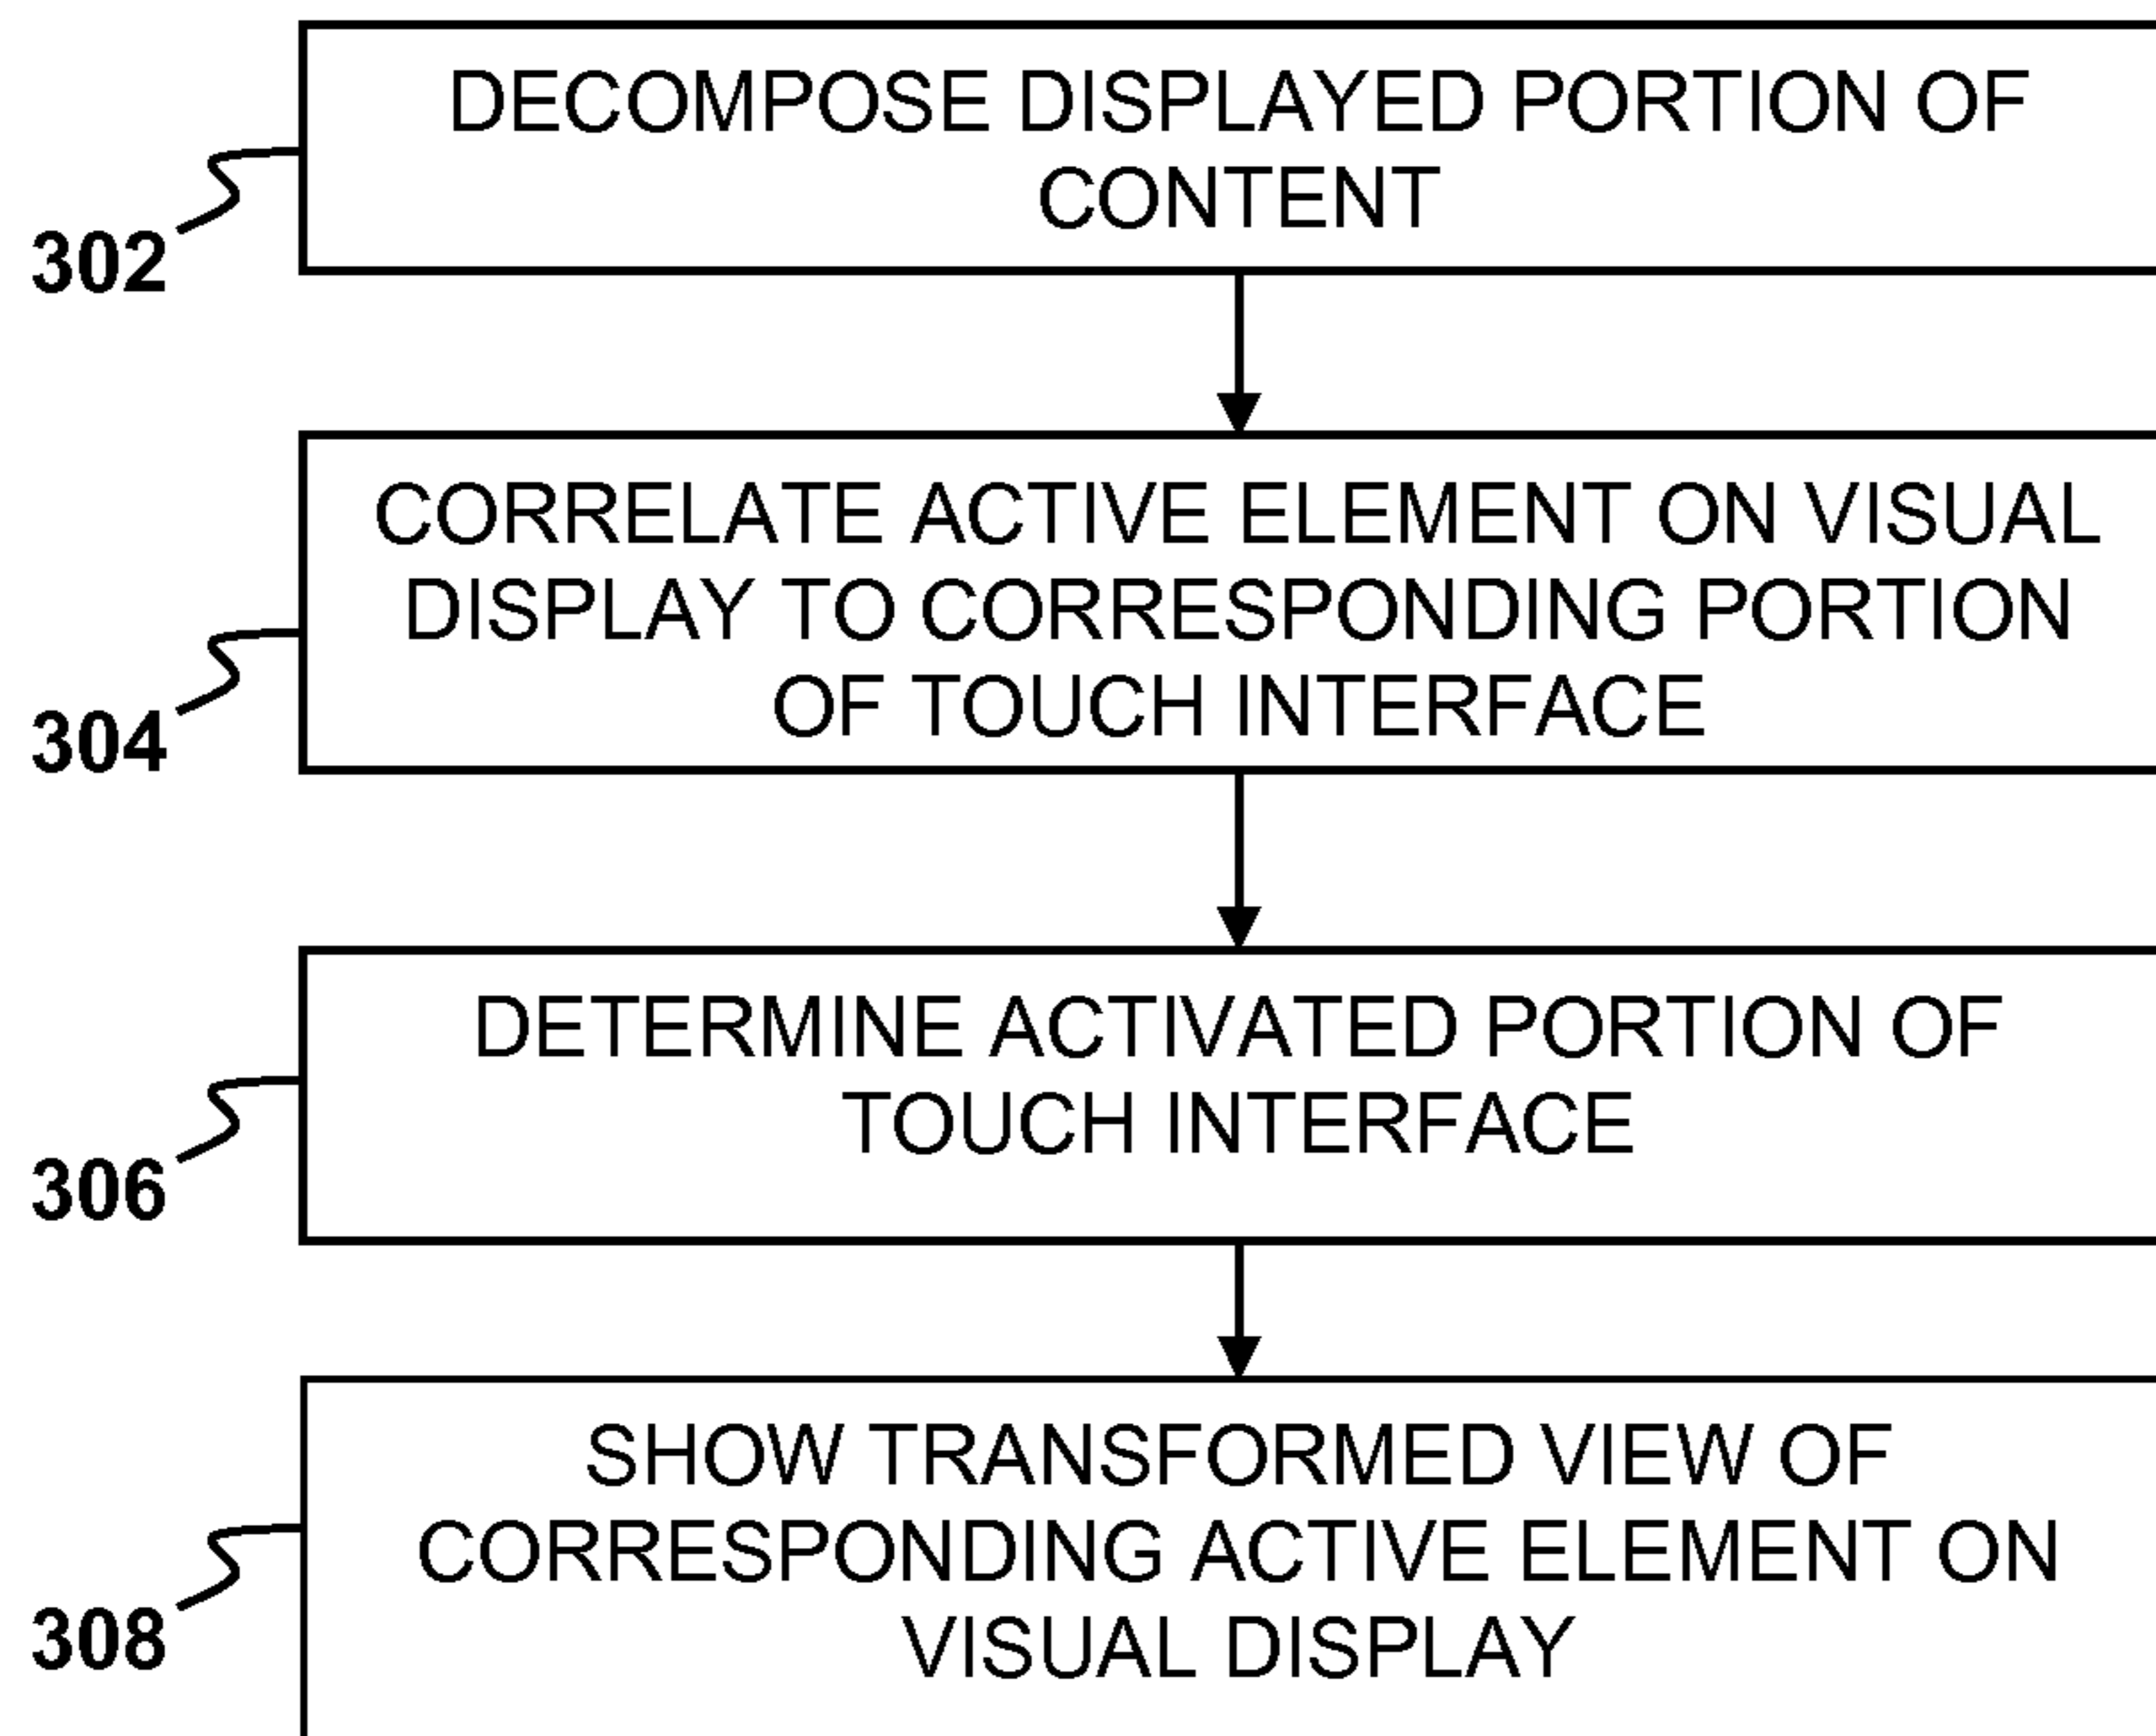 DECOMPOSE DISPLAYED PORTION OF
CONTENT
302
CORRELATE ACTIVE ELEMENT ON VISUAL
DISPLAY TO CORRESPONDING PORTION
OF TOUCH INTERFACE
304
DETERMINE ACTIVATED PORTION OF
TOUCH INTERFACE
306
SHOW TRANSFORMED VIEW OF
CORRESPONDING ACTIVE ELEMENT ON
VISUAL DISPLAY
308